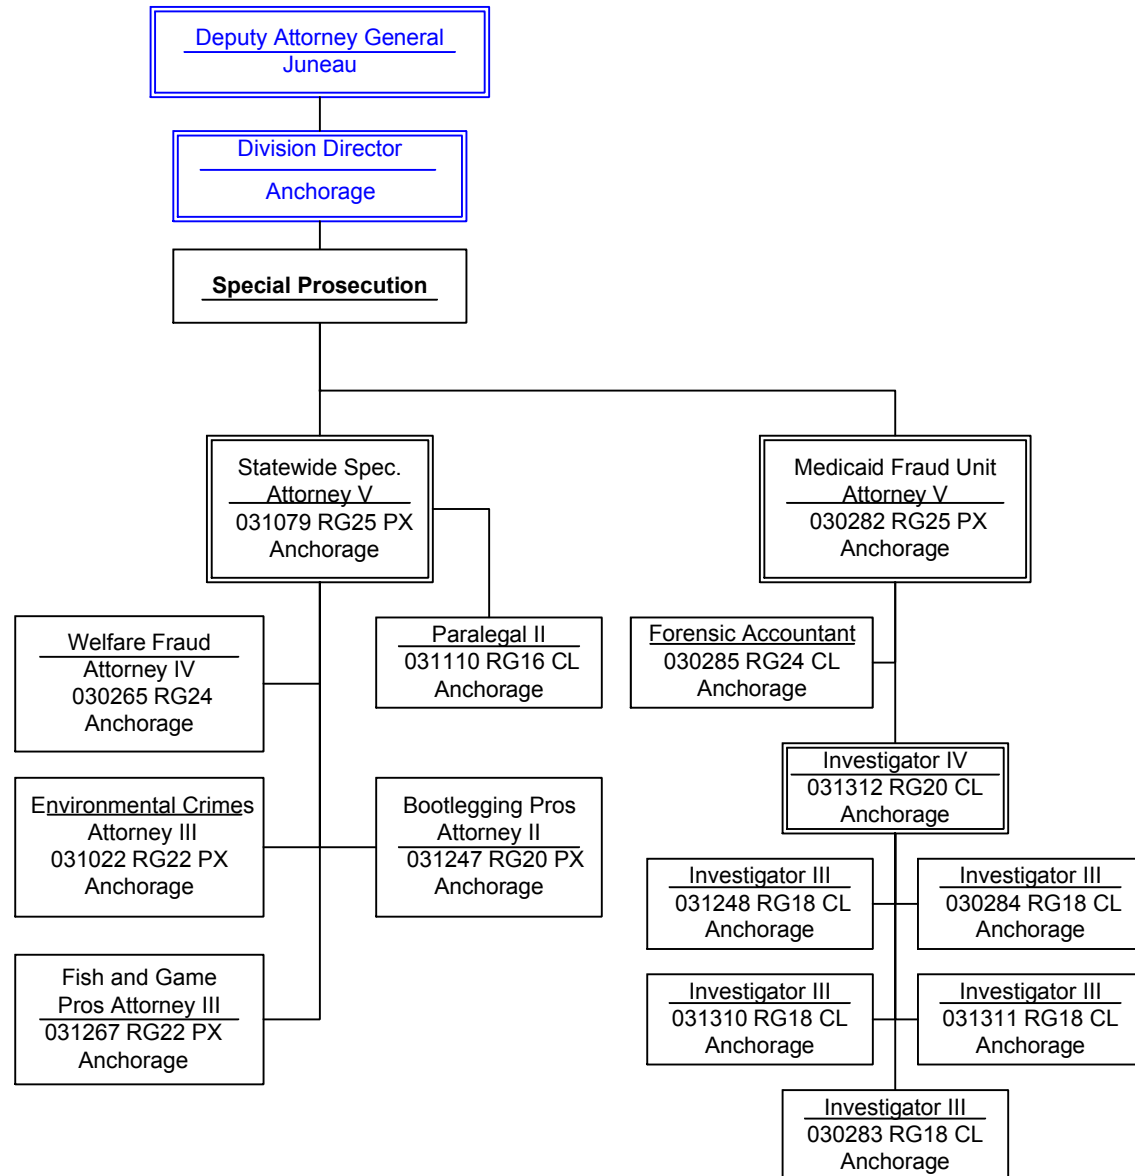 Deputy Attorney General
Juneau
Division Director
Anchorage
Special Prosecution
Statewide Spec.
Attorney V
031079 RG25 PX
Anchorage
Medicaid Fraud Unit
Attorney V
030282 RG25 PX
Anchorage
Welfare Fraud
Attorney IV
030265 RG24
Anchorage
Paralegal II
031110 RG16 CL
Anchorage
Forensic Accountant
030285 RG24 CL
Anchorage
Investigator IV
031312 RG20 CL
Anchorage
Environmental Crimes
Attorney III
031022 RG22 PX
Anchorage
Bootlegging Pros
Attorney II
031247 RG20 PX
Anchorage
Investigator III
031248 RG18 CL
Anchorage
Investigator III
030284 RG18 CL
Anchorage
Fish and Game
Pros Attorney III
031267 RG22 PX
Anchorage
Investigator III
031310 RG18 CL
Anchorage
Investigator III
031311 RG18 CL
Anchorage
Investigator III
030283 RG18 CL
Anchorage